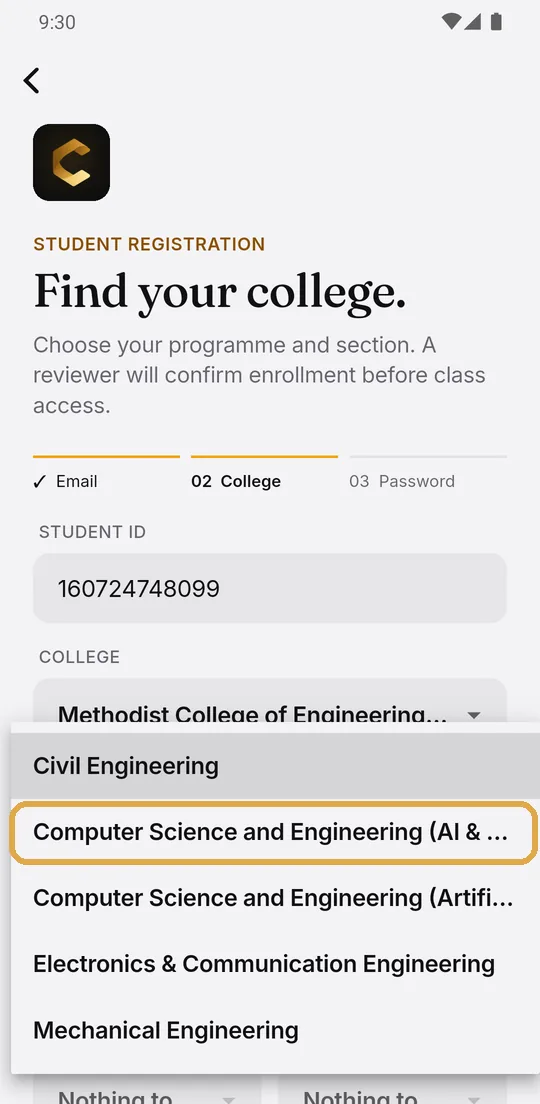 9:30
STUDENT REGISTRATION
Find your college.
Choose your programme and section. A
reviewer will confirm enrollment before class
access.
✓ Email
02 College
03 Password
STUDENT ID
160724748099
COLLEGE
Methodist College of Engineering...
Civil Engineering
Computer Science and Engineering (AI & ...
Computer Science and Engineering (Artifi...
Electronics & Communication Engineering
Mechanical Engineering
Nothing to
Nothing to